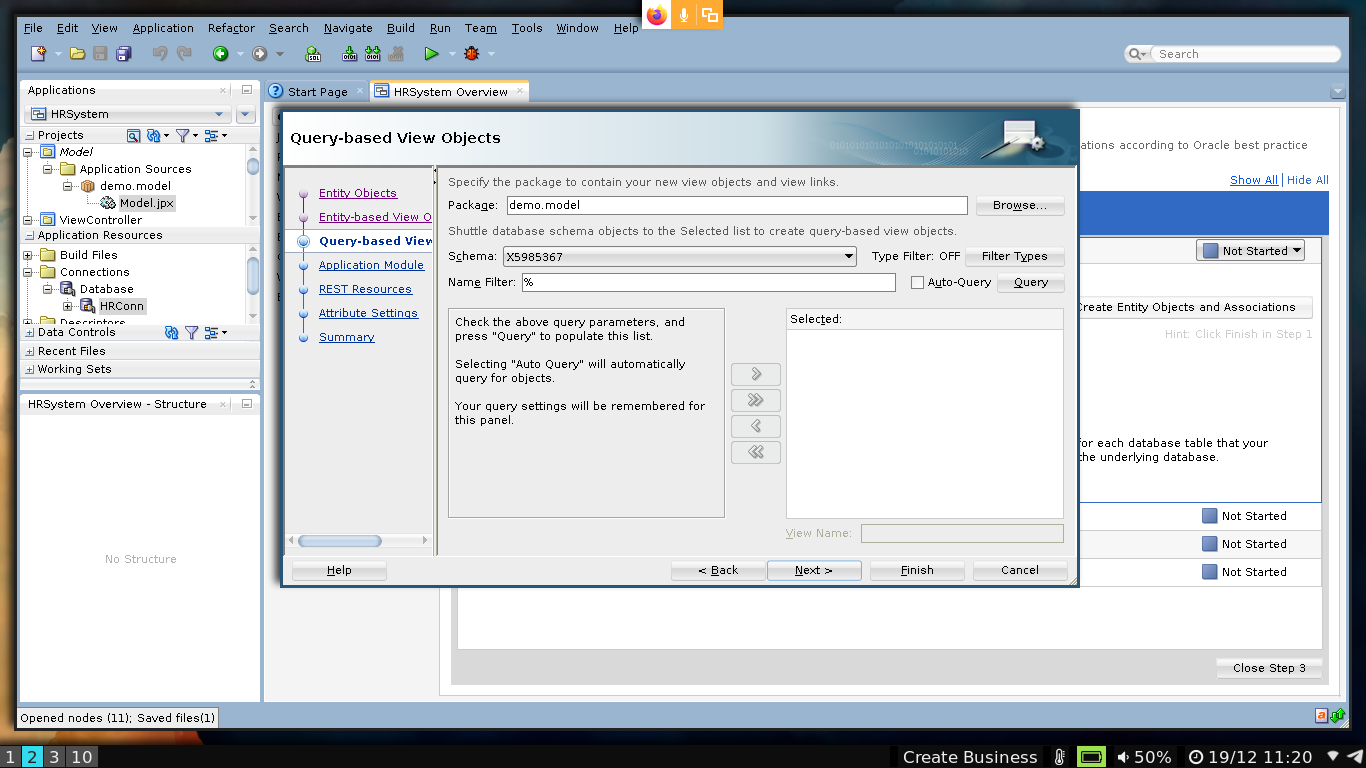 File Edit View Application Refactor Search Navigate Build Run Team Tools Window Help
Search
Applications
Start Page
HRSystem Overview
HRSystem
Projects
Model
Application Sources
demo.model
Model.jpx
ViewController
Application Resources
Build Files
Connections
Database
HRConn
Descriptors
Data Controls
Recent Files
Working Sets
HRSystem Overview - Structure
No Structure
Query-based View Objects
Entity Objects
Entity-based View O
Query-based View
Application Module
REST Resources
Attribute Settings
Summary
Specify the package to contain your new view objects and view links.
Package: demo.model Browse...
Shuttle database schema objects to the Selected list to create query-based view objects.
Schema: X5985367 Type Filter: OFF Filter Types
Name Filter: % Auto-Query Query
Check the above query parameters, and
press "Query" to populate this list.
Selecting "Auto Query" will automatically
query for objects.
Your query settings will be remembered for
this panel.
Selected:
View Name:
Help < Back Next > Finish Cancel
ations according to Oracle best practice
Show All Hide All
Not Started
Create Entity Objects and Associations
Hint: Click Finish in Step 1
for each database table that your
the underlying database.
Not Started
Not Started
Not Started
Close Step 3
Opened nodes (11); Saved files(1)
1 2 3 10
Create Business 50% 19/12 11:20